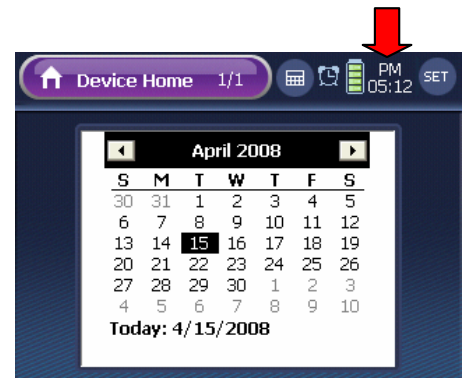 Device Home 1/1 PM 05:12 SET
April 2008
S M T W T F S
30 31 1 2 3 4 5
6 7 8 9 10 11 12
13 14 15 16 17 18 19
20 21 22 23 24 25 26
27 28 29 30 1 2 3
4 5 6 7 8 9 10
Today: 4/15/2008